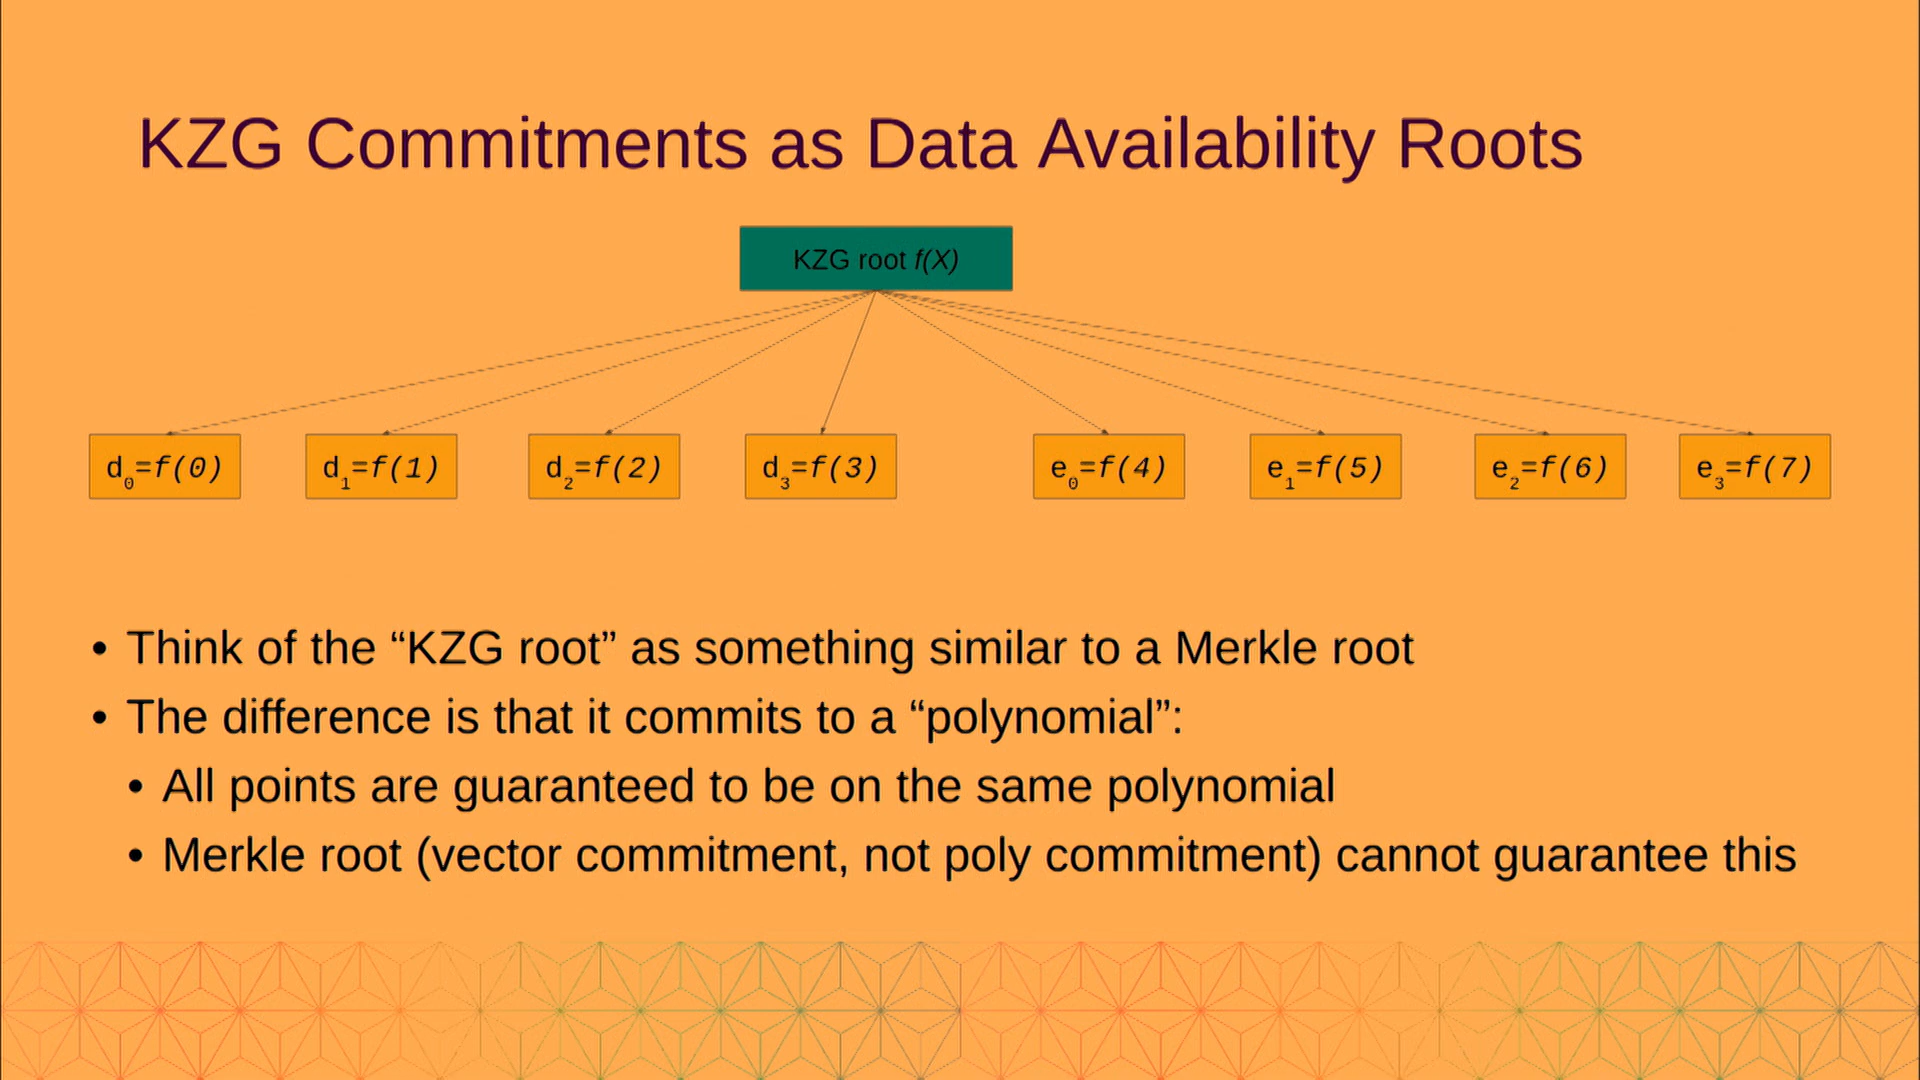 KZG Commitments as Data Availability Roots
KZG root f(X)
d₀=f(0) d₁=f(1) d₂=f(2) d₃=f(3) e₀=f(4) e₁=f(5) e₂=f(6) e₃=f(7)
• Think of the “KZG root” as something similar to a Merkle root
• The difference is that it commits to a “polynomial”:
• All points are guaranteed to be on the same polynomial
• Merkle root (vector commitment, not poly commitment) cannot guarantee this